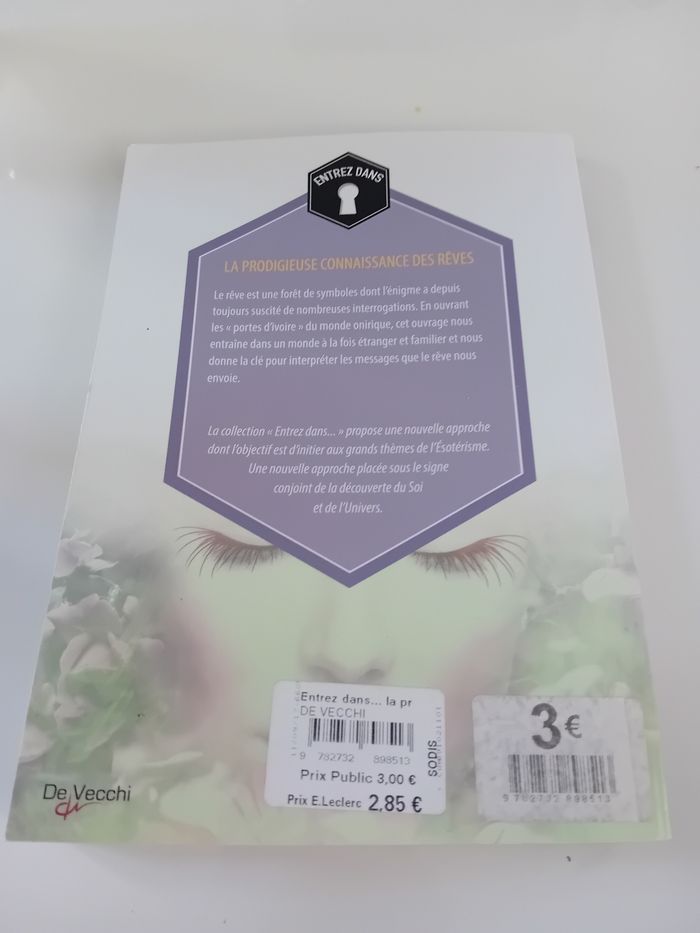 ENTREZ DANS
LA PRODIGIEUSE CONNAISSANCE DES RÊVES
Le rêve est une forêt de symboles dont l'énigme a depuis
toujours suscité de nombreuses interrogations. En ouvrant
les « portes d'ivoire » du monde onirique, cet ouvrage nous
entraîne dans un monde à la fois étranger et familier et nous
donne la clé pour interpréter les messages que le rêve nous
envoie.
La collection « Entrez dans... » propose une nouvelle approche
dont l'objectif est d'initier aux grands thèmes de l'Ésotérisme.
Une nouvelle approche placée sous le signe
conjoint de la découverte du Soi
et de l'Univers.
Entrez dans... la pr
DE VECCHI
9 782732 898513
SODIS
Prix Public 3,00 €
Prix E.Leclerc 2,85 €
3€
9 782732 898513
De Vecchi